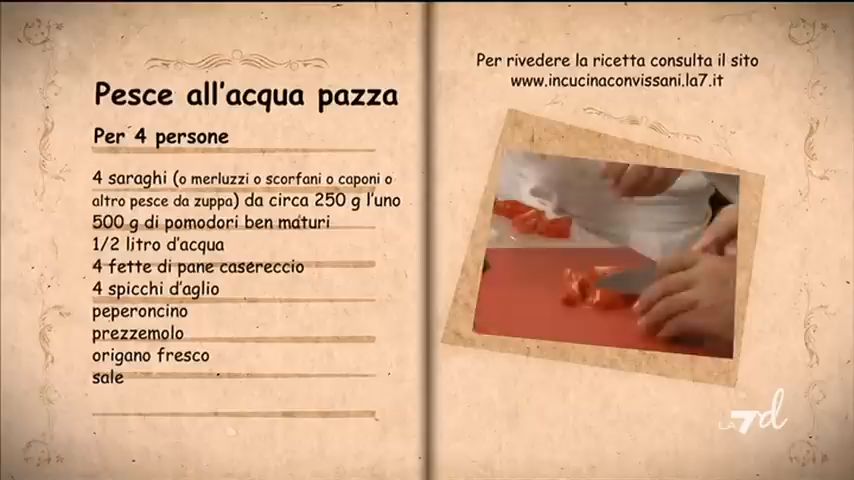 Pesce all'acqua pazza
Per 4 persone
4 saraghi (o merluzzi o scorfani o caponi o
altro pesce da zuppa) da circa 250 g l'uno
500 g di pomodori ben maturi
1/2 litro d'acqua
4 fette di pane casereccio
4 spicchi d'aglio
peperoncino
prezzemolo
origano fresco
sale
Per rivedere la ricetta consulta il sito
www.incucinaconvissani.la7.it
LA7d